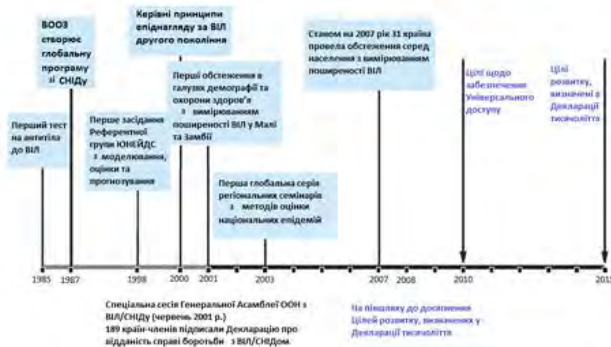 ВООЗ
створює
глобальну
програму
зі СНІДу
Керівні принципи
епіднагляду за ВІЛ
другого покоління
Станом на 2007 рік 31 країна
провела обстеження серед
населення з вимірюванням
поширеності ВІЛ
Цілі щодо
забезпечення
Універсального
доступу
Цілі
розвитку,
визначені в
Декларації
тисячоліття
Перші обстеження в
галузях демографії та
охорони здоров'я
з вимірюванням
поширеності ВІЛ у Малі
та Замбії
Перший тест
на антитіла
до ВІЛ
Перше засідання
Референтної
групи ЮНЕЙДС
з моделювання,
оцінки та
прогнозування
Перша глобальна серія
регіональних семінарів
з методів оцінки
національних епідемій
1985 1987 1998 2000 2001 2003 2007 2008 2010 2015
Спеціальна сесія Генеральної Асамблеї ООН з
ВІЛ/СНІДу (червень 2001 р.)
189 країн-членів підписали Декларацію про
відданість справі боротьби з ВІЛ/СНІДом
На півшляху до досягнення
Цілей розвитку, визначених у
Декларації тисячоліття